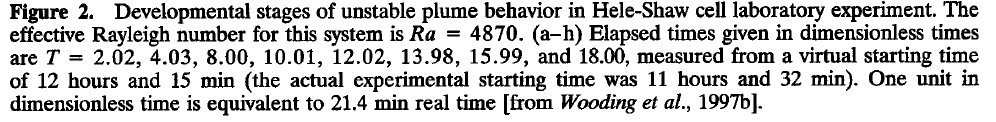 Figure 2. Developmental stages of unstable plume behavior in Hele-Shaw cell laboratory experiment. The
effective Rayleigh number for this system is Ra = 4870. (a–h) Elapsed times given in dimensionless times
are T = 2.02, 4.03, 8.00, 10.01, 12.02, 13.98, 15.99, and 18.00, measured from a virtual starting time
of 12 hours and 15 min (the actual experimental starting time was 11 hours and 32 min). One unit in
dimensionless time is equivalent to 21.4 min real time [from Wooding et al., 1997b].